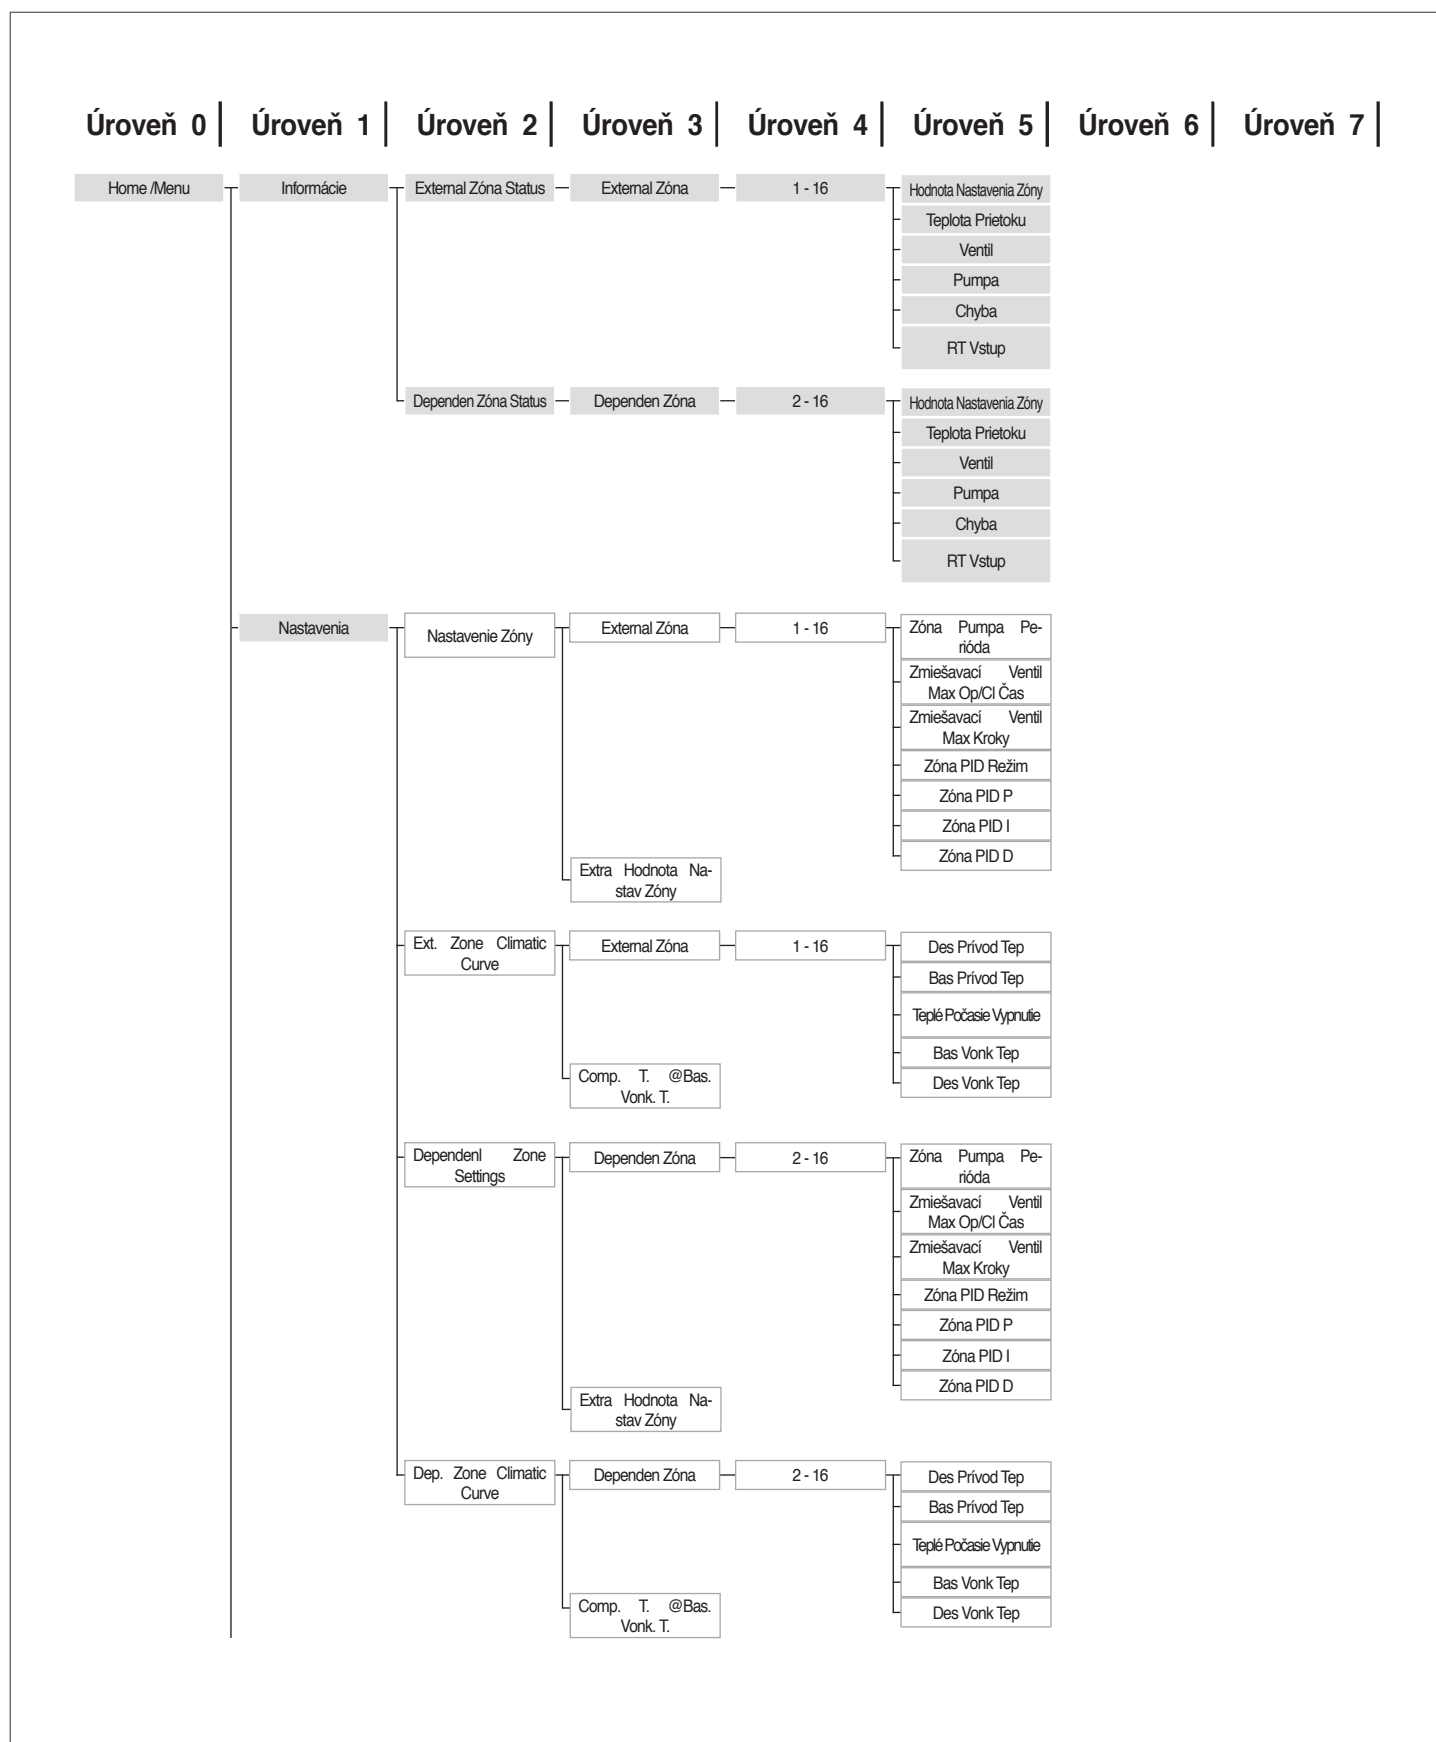 Úroveň 0 Úroveň 1 Úroveň 2 Úroveň 3 Úroveň 4 Úroveň 5 Úroveň 6 Úroveň 7
Home /Menu Informácie External Zóna Status External Zóna 1 - 16 Hodnota Nastavenia Zóny
Teplota Prietoku
Ventil
Pumpa
Chyba
RT Vstup
Dependen Zóna Status Dependen Zóna 2 - 16 Hodnota Nastavenia Zóny
Teplota Prietoku
Ventil
Pumpa
Chyba
RT Vstup
Nastavenia Nastavenie Zóny External Zóna 1 - 16 Zóna Pumpa Pe-
rióda
Zmiešavací Ventil
Max Op/Cl Čas
Zmiešavací Ventil
Max Kroky
Zóna PID Režim
Zóna PID P
Zóna PID I
Zóna PID D
Extra Hodnota Na-
stav Zóny
Ext. Zone Climatic
Curve
External Zóna 1 - 16 Des Prívod Tep
Bas Prívod Tep
Teplé Počasie Vypnutie
Bas Vonk Tep
Des Vonk Tep
Comp. T. @Bas.
Vonk. T.
Dependenl Zone
Settings
Dependen Zóna 2 - 16 Zóna Pumpa Pe-
rióda
Zmiešavací Ventil
Max Op/Cl Čas
Zmiešavací Ventil
Max Kroky
Zóna PID Režim
Zóna PID P
Zóna PID I
Zóna PID D
Extra Hodnota Na-
stav Zóny
Dep. Zone Climatic
Curve
Dependen Zóna 2 - 16 Des Prívod Tep
Bas Prívod Tep
Teplé Počasie Vypnutie
Bas Vonk Tep
Des Vonk Tep
Comp. T. @Bas.
Vonk. T.